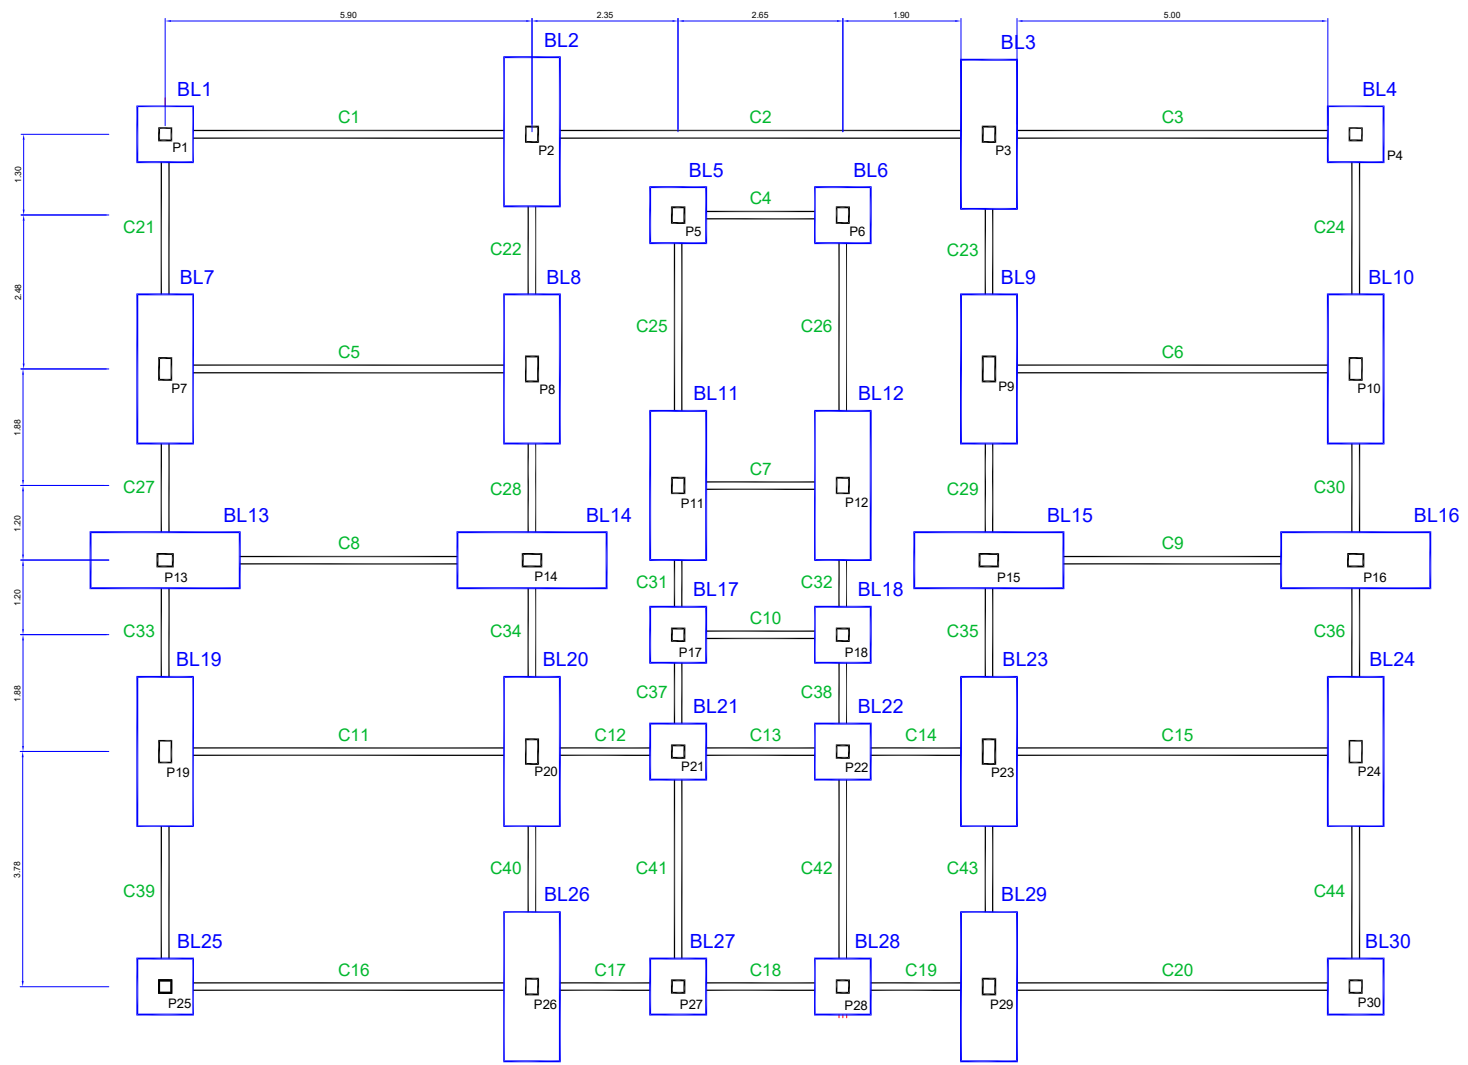 5.90 2.35 2.65 1.90 5.00
BL2 BL3
BL1 BL4
C1 C2 C3
P1 P2 P3 P4
1.30
BL5 BL6
C4
C21 P5 P6 C24
C22 C23
BL7 BL8 BL9 BL10
2.48
C25 C26
C5 C6
P7 P8 P9 P10
BL11 BL12
1.88
C7
C27 C28 P11 P12 C29 C30
BL13 BL14 BL15 BL16
1.20
C8 C9
P13 P14 P15 P16
C31 C32
BL17 BL18
1.20
C10
C33 C34 C35 C36
P17 P18
BL19 BL20 BL23 BL24
1.88
C37 C38
BL21 BL22
C11 C12 C13 C14 C15
P19 P20 P21 P22 P23 P24
3.78
C40 C41 C42 C43
C39 C44
BL26 BL29
BL25 BL27 BL28 BL30
C16 C17 C18 C19 C20
P25 P26 P27 P28 P29 P30